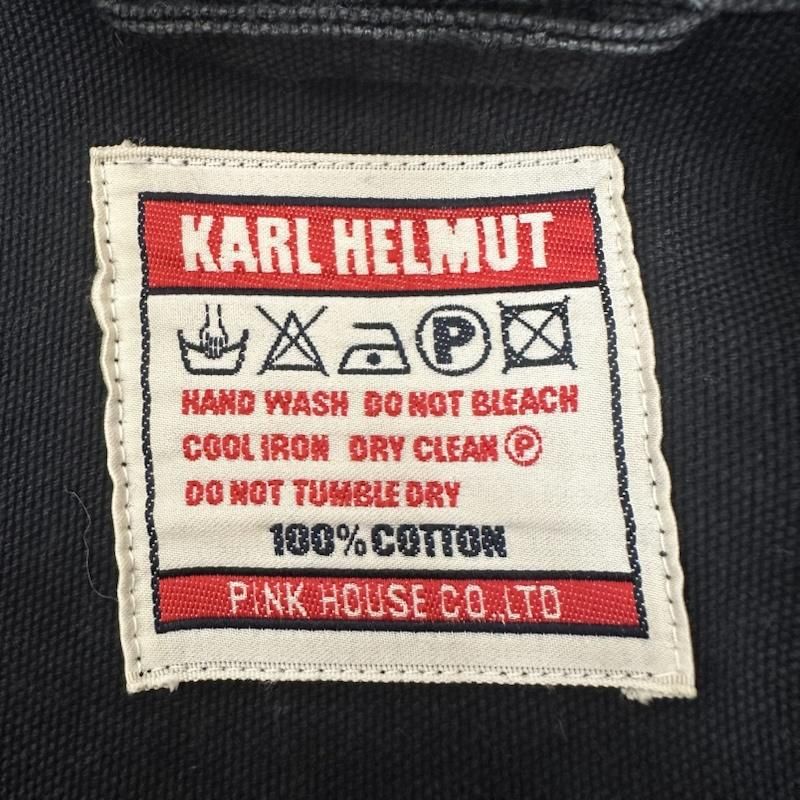 KARL HELMUT
P
HAND WASH DO NOT BLEACH
COOL IRON DRY CLEAN Ⓟ
DO NOT TUMBLE DRY
100% COTTON
PINK HOUSE CO.,LTD